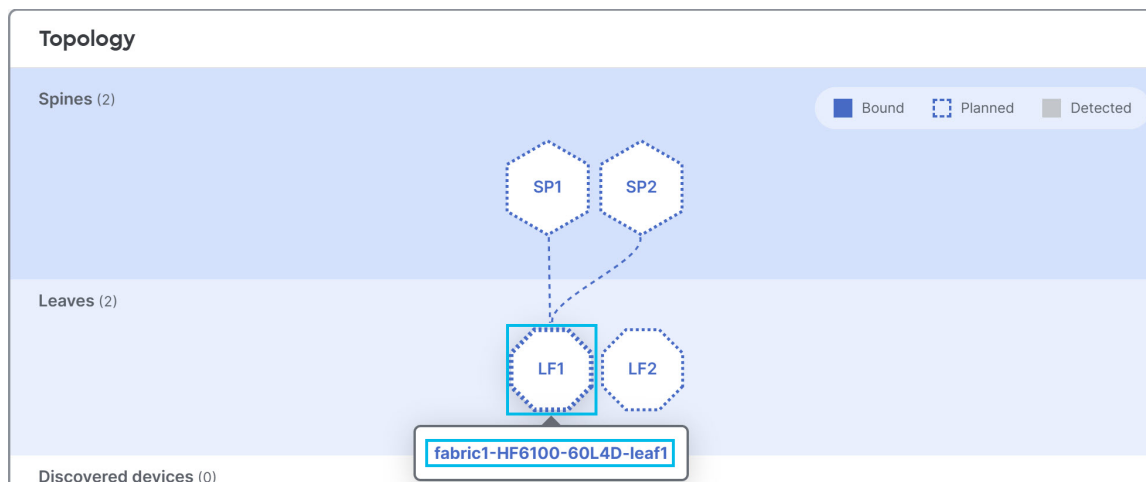 Topology
Spines (2)
Bound
Planned
Detected
SP1
SP2
Leaves (2)
LF1
LF2
fabric1-HF6100-60L4D-leaf1
Discovered devices (0)